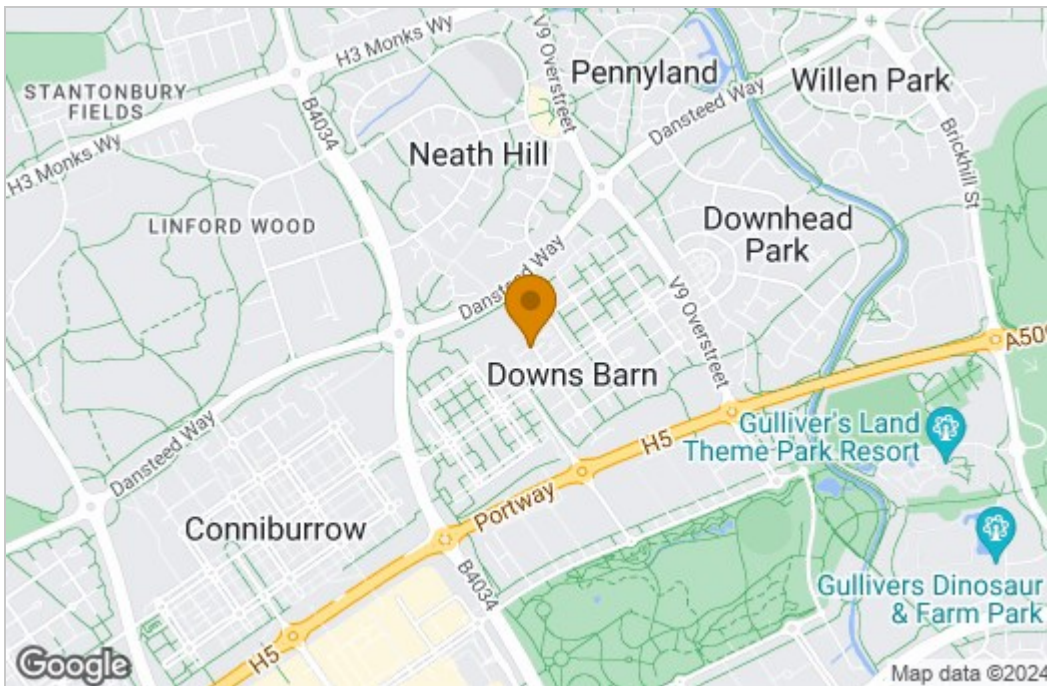 H3 Monks Wy
V9 Overstreet
Pennyland
Willen Park
STANTONBURY
FIELDS
B4034
Dansteed Way
Brickhill St
Neath Hill
H3 Monks Wy
LINFORD WOOD
Downhead
Park
Dansteed Way
V9 Overstreet
A509
Downs Barn
Dansteed Way
H5
Gulliver's Land
Theme Park Resort
Portway
Conniburrow
B4034
Gullivers Dinosaur
& Farm Park
H5
Google
Map data ©2024